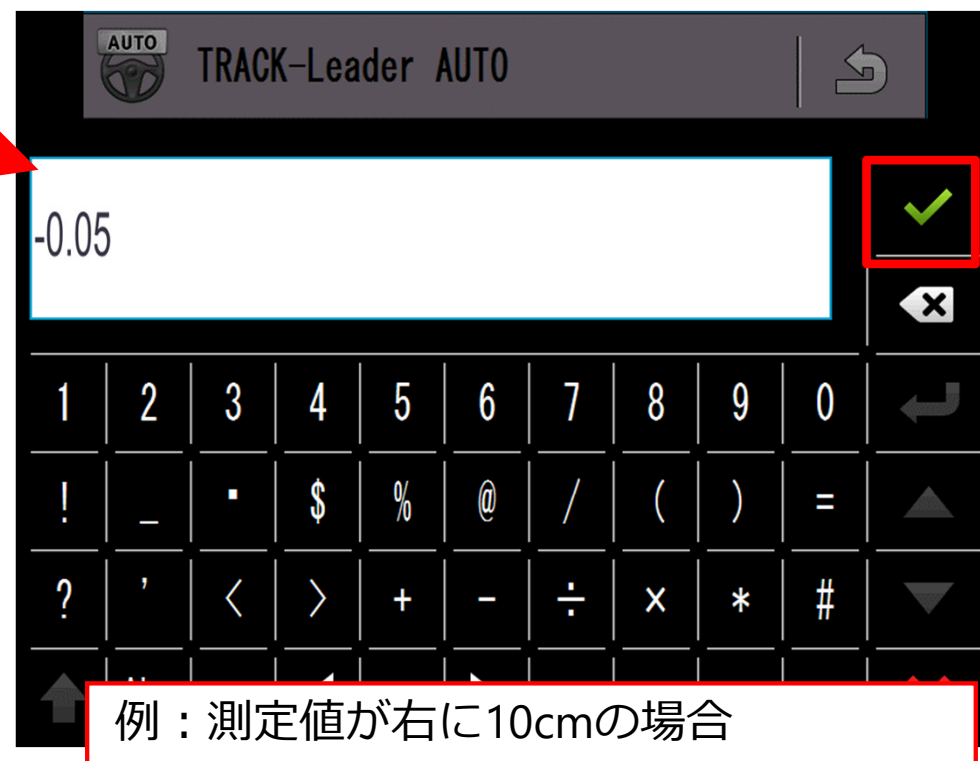 AUTO
TRACK-Leader AUTO
-0.05
1 2 3 4 5 6 7 8 9 0
! _ ・ $ % @ / ( ) =
? ' < > + - ÷ × * #
例：測定値が右に10cmの場合